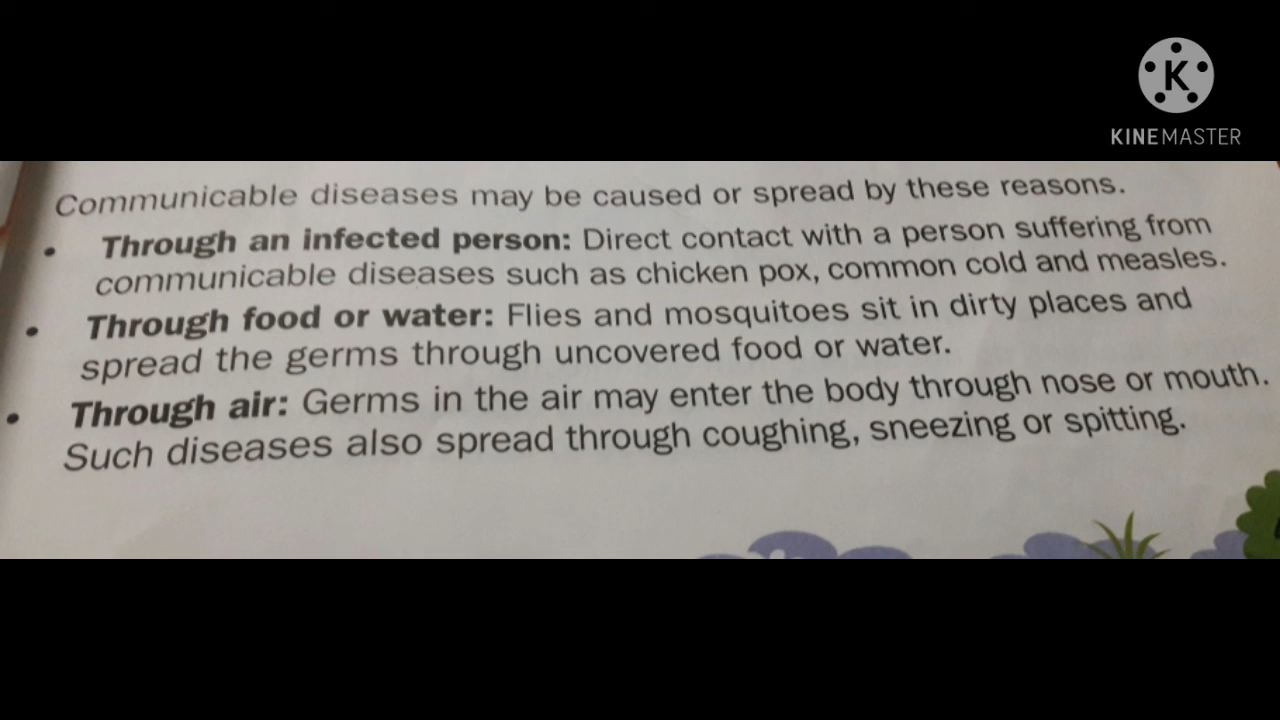 K
KINEMASTER
Communicable diseases may be caused or spread by these reasons.
• Through an infected person: Direct contact with a person suffering from
communicable diseases such as chicken pox, common cold and measles.
• Through food or water: Flies and mosquitoes sit in dirty places and
spread the germs through uncovered food or water.
• Through air: Germs in the air may enter the body through nose or mouth.
Such diseases also spread through coughing, sneezing or spitting.